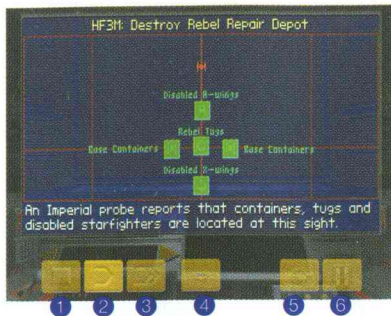 HF3M: Destroy Rebel Repair Depot
Disabled A-wings
Rebel Tugs
Base Containers
Base Containers
Disabled X-wings
An Imperial probe reports that containers, tugs and
disabled starfighters are located at this sight.
1 2 3 4 5 6